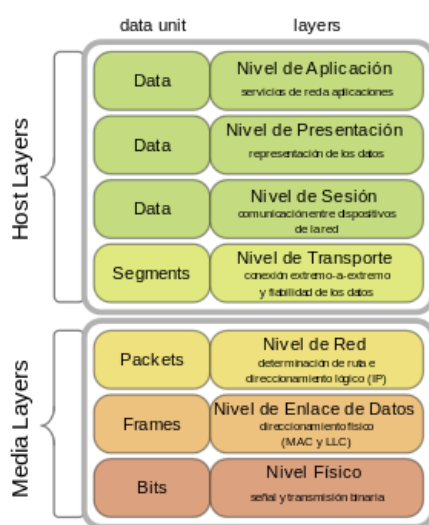 data unit
layers
Host Layers
Data
Nivel de Aplicación
servicios de red a aplicaciones
Data
Nivel de Presentación
representación de los datos
Data
Nivel de Sesión
comunicación entre dispositivos
de la red
Segments
Nivel de Transporte
conexión extremo-a-extremo
y fiabilidad de los datos
Media Layers
Packets
Nivel de Red
determinación de ruta e
direccionamiento lógico (IP)
Frames
Nivel de Enlace de Datos
direccionamiento físico
(MAC y LLC)
Bits
Nivel Físico
señal y transmisión binaria